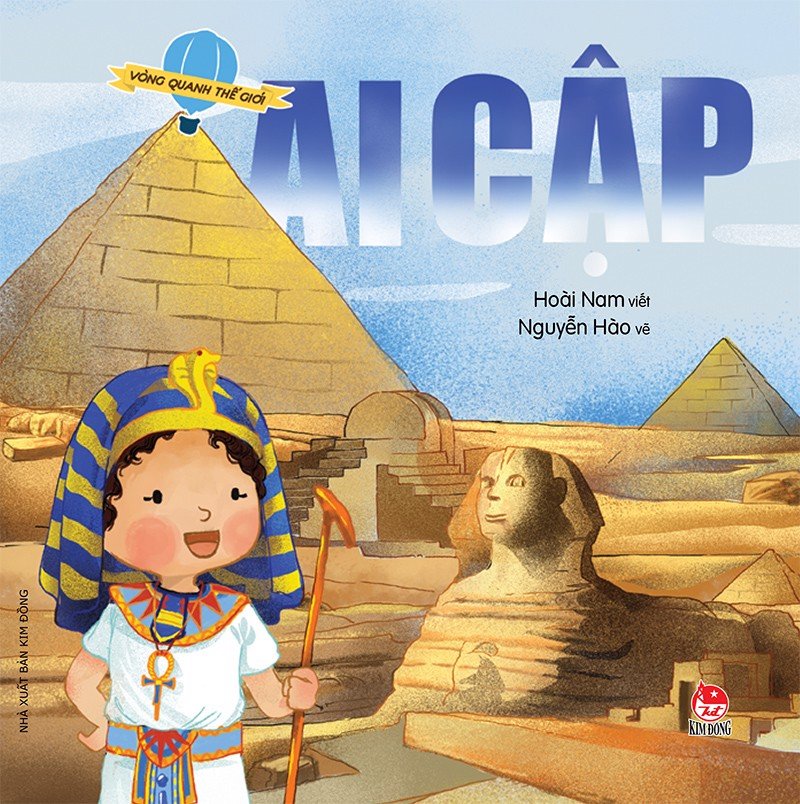 VÒNG QUANH THẾ GIỚI
AI CẬP
Hoài Nam viết
Nguyễn Hào vẽ
NHÀ XUẤT BẢN KIM ĐỒNG
KIM ĐỒNG